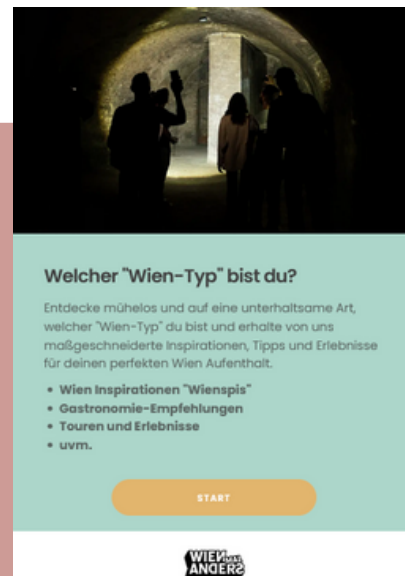 Welcher "Wien-Typ" bist du?
Entdecke mühelos und auf eine unterhaltsame Art,
welcher "Wien-Typ" du bist und erhalte von uns
maßgeschneiderte Inspirationen, Tipps und Erlebnisse
für deinen perfekten Wien Aufenthalt.
• Wien Inspirationen "Wienspis"
• Gastronomie-Empfehlungen
• Touren und Erlebnisse
• uvm.
START
WIEN MAL
ANDERS